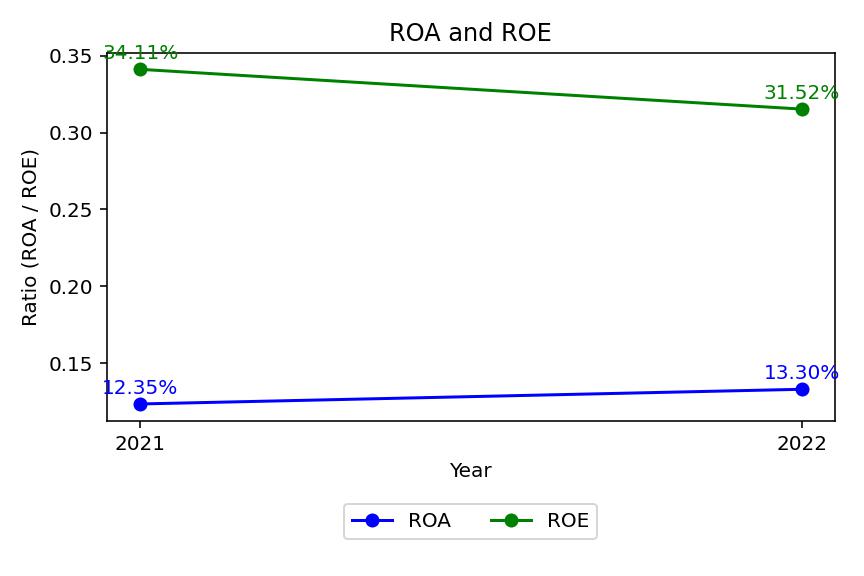 ROA and ROE
0.35
34.11%
31.52%
0.30
0.25
Ratio (ROA / ROE)
0.20
0.15
12.35%
13.30%
2021
2022
Year
ROA
ROE